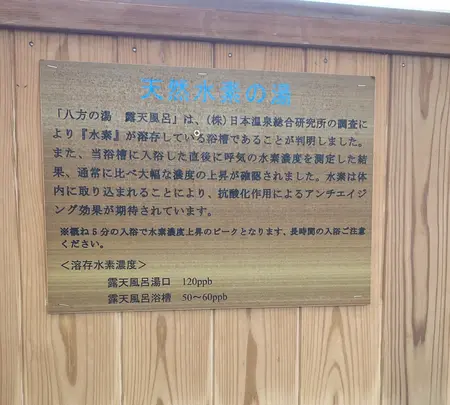 天然水素の湯
「八方の湯　露天風呂」は、(株)日本温泉総合研究所の調査に
より『水素』が溶存している浴槽であることが判明しました。
また、当浴槽に入浴した直後に呼気の水素濃度を測定した結
果、通常に比べ大幅な濃度の上昇が確認されました。水素は体
内に取り込まれることにより、抗酸化作用によるアンチエイジ
ング効果が期待されています。
※概ね5分の入浴で水素濃度上昇のピークとなります、長時間の入浴ご注意
ください。
＜溶存水素濃度＞
露天風呂湯口　120ppb
露天風呂浴槽　50～60ppb